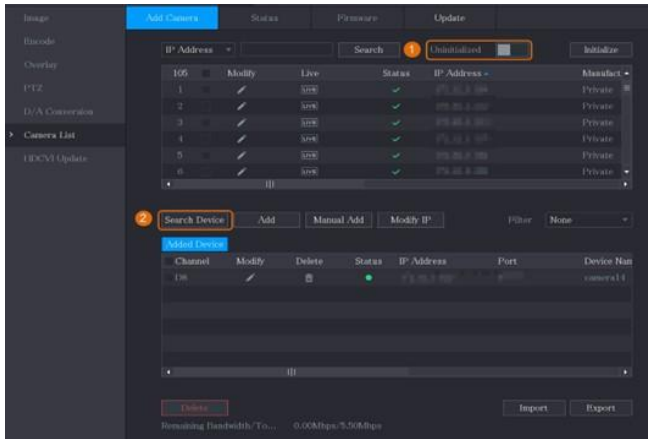 Image
Encode
Overlay
PTZ
D/A Conversion
Camera List
HDCVI Update
Add Camera Status Firmware Update
IP Address Search 1 Uninitialized Initialize
105 Modify Live Status IP Address Manufact
1 LIVE Private
2 LIVE Private
3 LIVE Private
4 LIVE Private
5 LIVE Private
6 LIVE Private
2 Search Device Add Manual Add Modify IP Filter None
Added Device
Channel Modify Delete Status IP Address Port Device Nam
D8 camera14
Delete Import Export
Remaining Bandwidth/To... 0.00Mbps/5.50Mbps